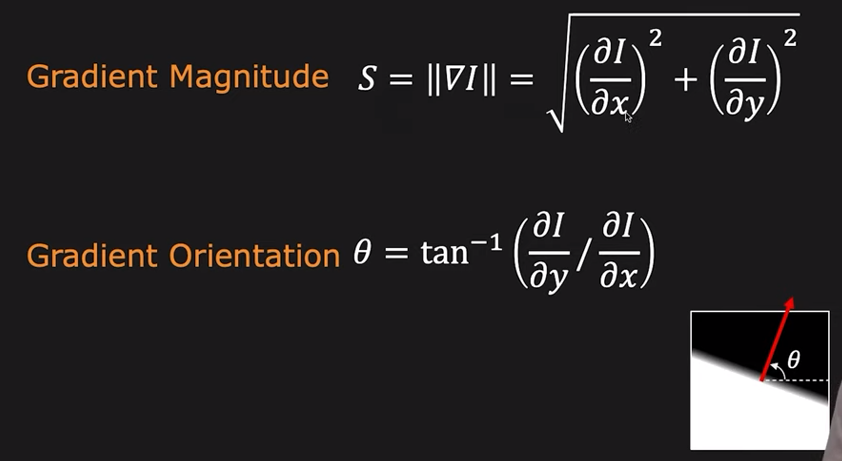 Gradient Magnitude S = ||∇I|| = √((∂I/∂x)² + (∂I/∂y)²)
Gradient Orientation θ = tan⁻¹(∂I/∂y / ∂I/∂x)
θ